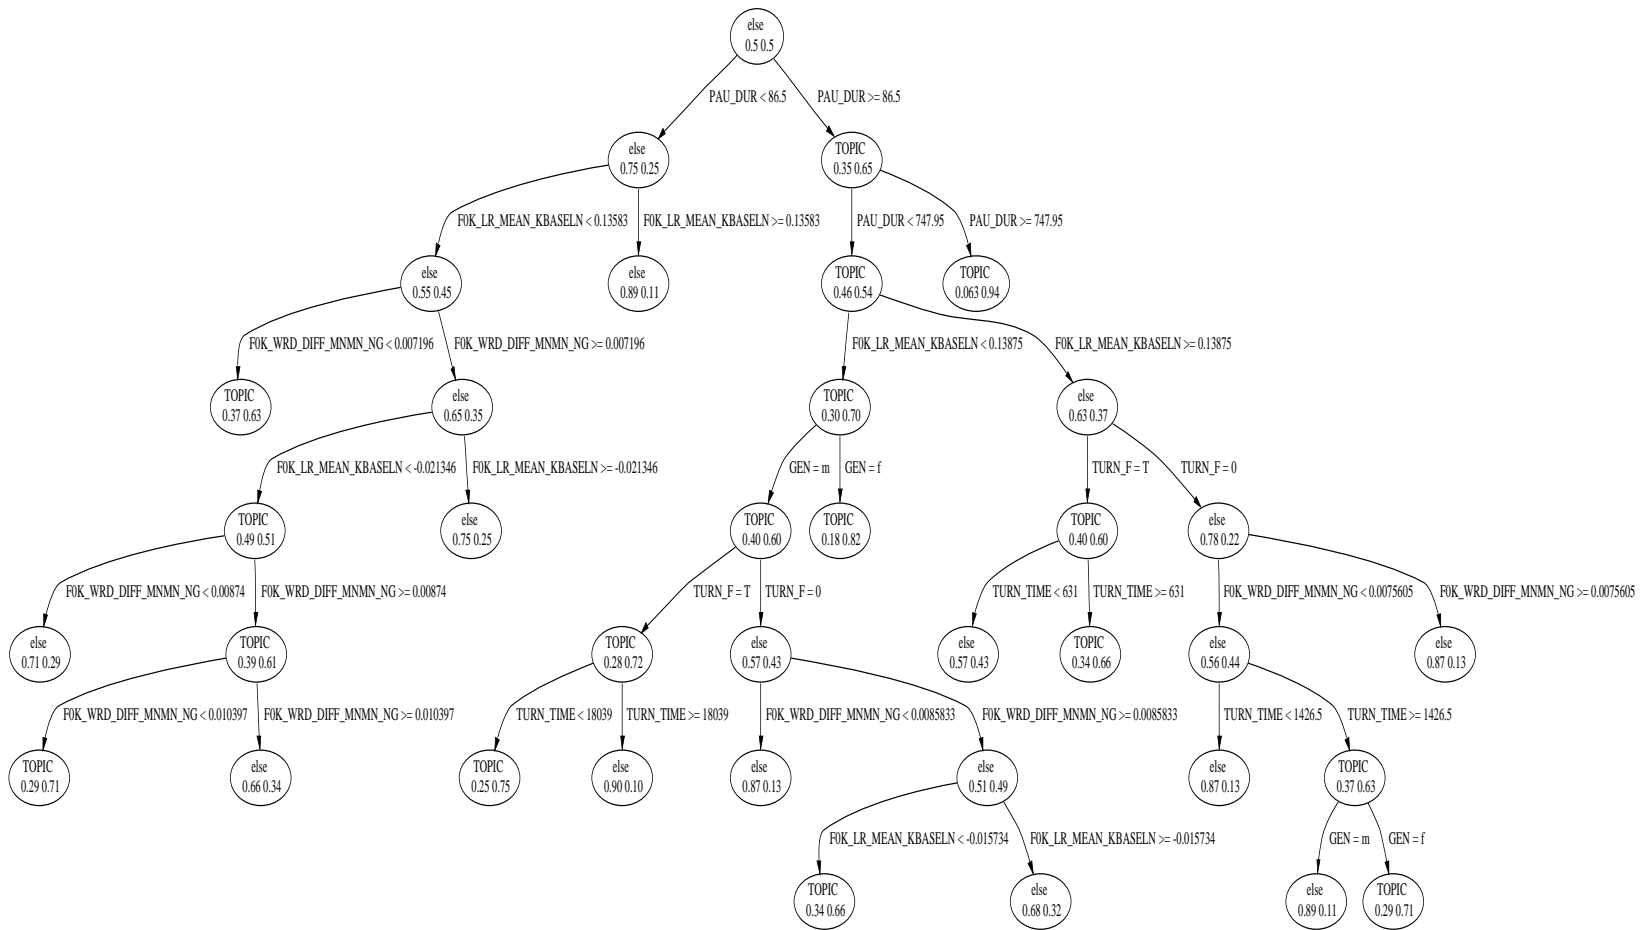 else
0.5 0.5
PAU_DUR < 86.5
PAU_DUR >= 86.5
else
0.75 0.25
TOPIC
0.35 0.65
F0K_LR_MEAN_KBASELN < 0.13583
F0K_LR_MEAN_KBASELN >= 0.13583
PAU_DUR < 747.95
PAU_DUR >= 747.95
else
0.55 0.45
else
0.89 0.11
TOPIC
0.46 0.54
TOPIC
0.063 0.94
F0K_WRD_DIFF_MNMN_NG < 0.007196
F0K_WRD_DIFF_MNMN_NG >= 0.007196
F0K_LR_MEAN_KBASELN < 0.13875
F0K_LR_MEAN_KBASELN >= 0.13875
TOPIC
0.37 0.63
else
0.65 0.35
TOPIC
0.30 0.70
else
0.63 0.37
F0K_LR_MEAN_KBASELN < -0.021346
F0K_LR_MEAN_KBASELN >= -0.021346
GEN = m
GEN = f
TURN_F = T
TURN_F = 0
TOPIC
0.49 0.51
else
0.75 0.25
TOPIC
0.40 0.60
TOPIC
0.18 0.82
TOPIC
0.40 0.60
else
0.78 0.22
F0K_WRD_DIFF_MNMN_NG < 0.00874
F0K_WRD_DIFF_MNMN_NG >= 0.00874
TURN_F = T
TURN_F = 0
TURN_TIME < 631
TURN_TIME >= 631
F0K_WRD_DIFF_MNMN_NG < 0.0075605
F0K_WRD_DIFF_MNMN_NG >= 0.0075605
else
0.71 0.29
TOPIC
0.39 0.61
TOPIC
0.28 0.72
else
0.57 0.43
else
0.57 0.43
TOPIC
0.34 0.66
else
0.56 0.44
else
0.87 0.13
F0K_WRD_DIFF_MNMN_NG < 0.010397
F0K_WRD_DIFF_MNMN_NG >= 0.010397
TURN_TIME < 18039
TURN_TIME >= 18039
F0K_WRD_DIFF_MNMN_NG < 0.0085833
F0K_WRD_DIFF_MNMN_NG >= 0.0085833
TURN_TIME < 1426.5
TURN_TIME >= 1426.5
TOPIC
0.29 0.71
else
0.66 0.34
TOPIC
0.25 0.75
else
0.90 0.10
else
0.87 0.13
else
0.51 0.49
else
0.87 0.13
TOPIC
0.37 0.63
F0K_LR_MEAN_KBASELN < -0.015734
F0K_LR_MEAN_KBASELN >= -0.015734
GEN = m
GEN = f
TOPIC
0.34 0.66
else
0.68 0.32
else
0.89 0.11
TOPIC
0.29 0.71